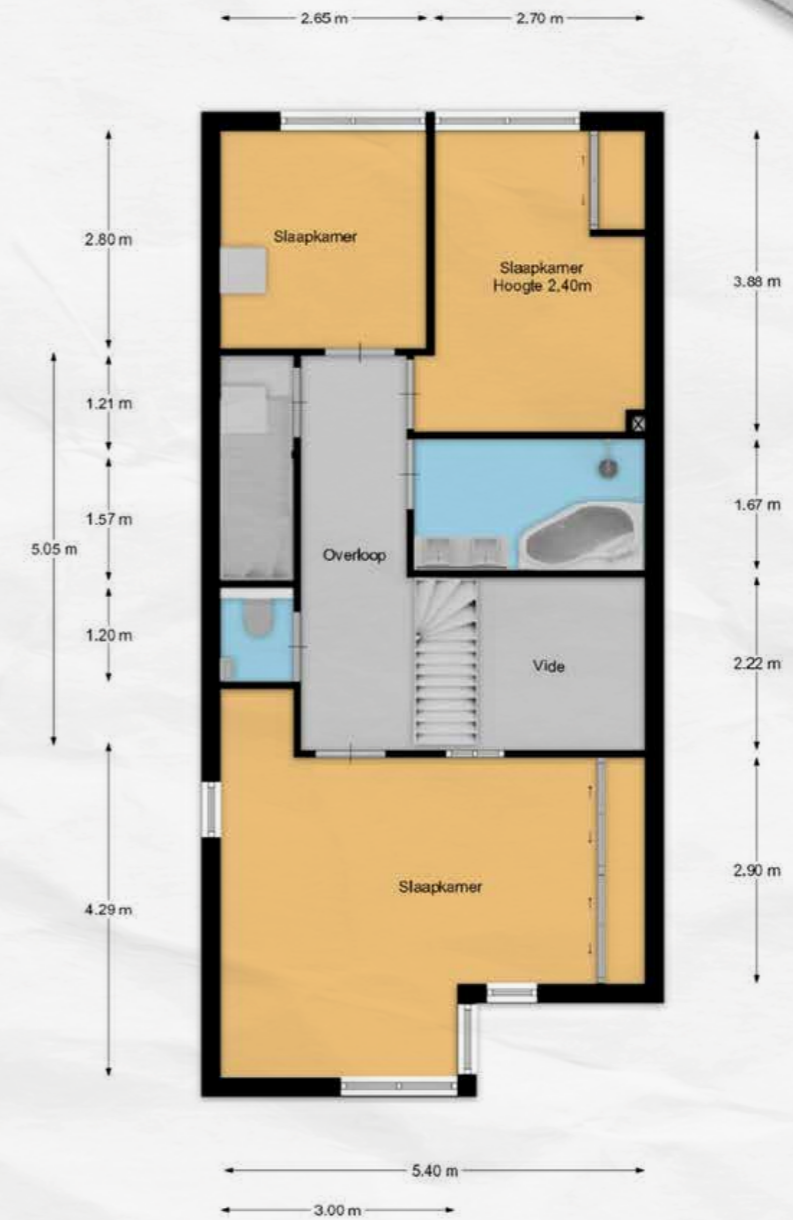 2.65 m
2.70 m
2.80 m
Slaapkamer
Slaapkamer
Hoogte 2,40m
3.88 m
1.21 m
1.57 m
1.67 m
5.05 m
Overloop
1.20 m
Vide
2.22 m
Slaapkamer
2.90 m
4.29 m
5.40 m
3.00 m